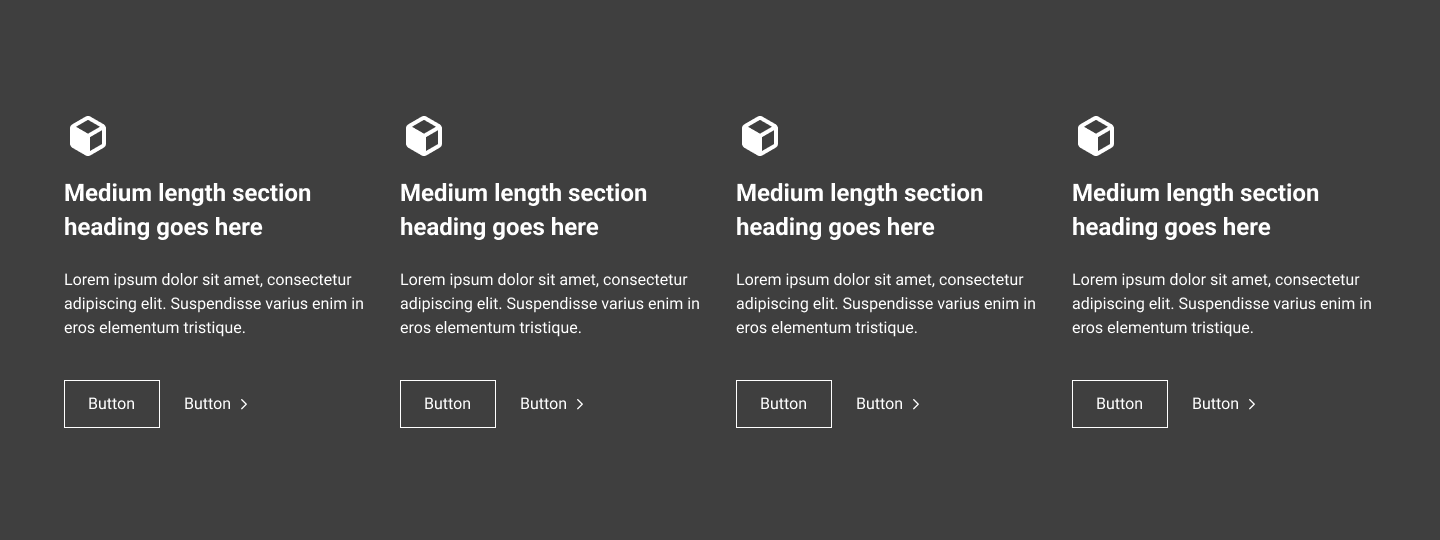 Medium length section
heading goes here
Lorem ipsum dolor sit amet, consectetur
adipiscing elit. Suspendisse varius enim in
eros elementum tristique.
Button
Button
Medium length section
heading goes here
Lorem ipsum dolor sit amet, consectetur
adipiscing elit. Suspendisse varius enim in
eros elementum tristique.
Button
Button
Medium length section
heading goes here
Lorem ipsum dolor sit amet, consectetur
adipiscing elit. Suspendisse varius enim in
eros elementum tristique.
Button
Button
Medium length section
heading goes here
Lorem ipsum dolor sit amet, consectetur
adipiscing elit. Suspendisse varius enim in
eros elementum tristique.
Button
Button